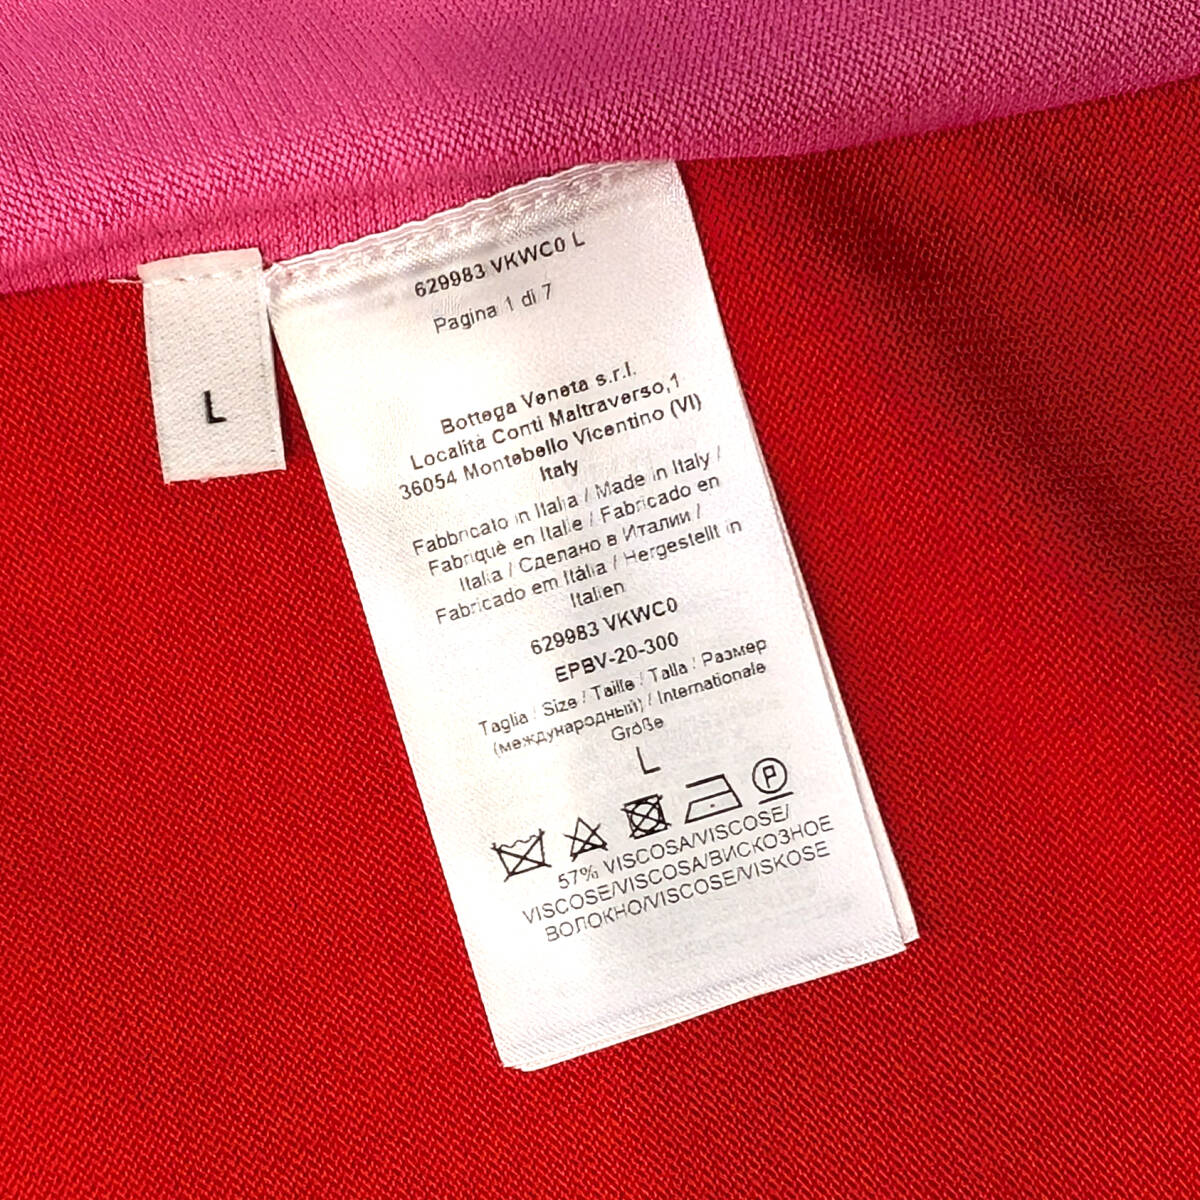 L
629983 VKWC0 L
Pagina 1 di 7
Bottega Veneta s.r.l.
Località Conti Maltraverso,1
36054 Montebello Vicentino (VI)
Italy
Fabbricato in Italia / Made in Italy /
Fabriquè en Italie / Fabricado en
Italia / Сделано в Италии /
Fabricado em Itália / Hergestellt in
Italien
629983 VKWC0
EPBV-20-300
Taglia / Size / Taille / Talla / Размер
(международный) / Internationale
Größe
L
P
57% VISCOSA/VISCOSE/
VISCOSE/VISCOSA/ВИСКОЗНОЕ
ВОЛОКНО/VISCOSE/VISKOSE